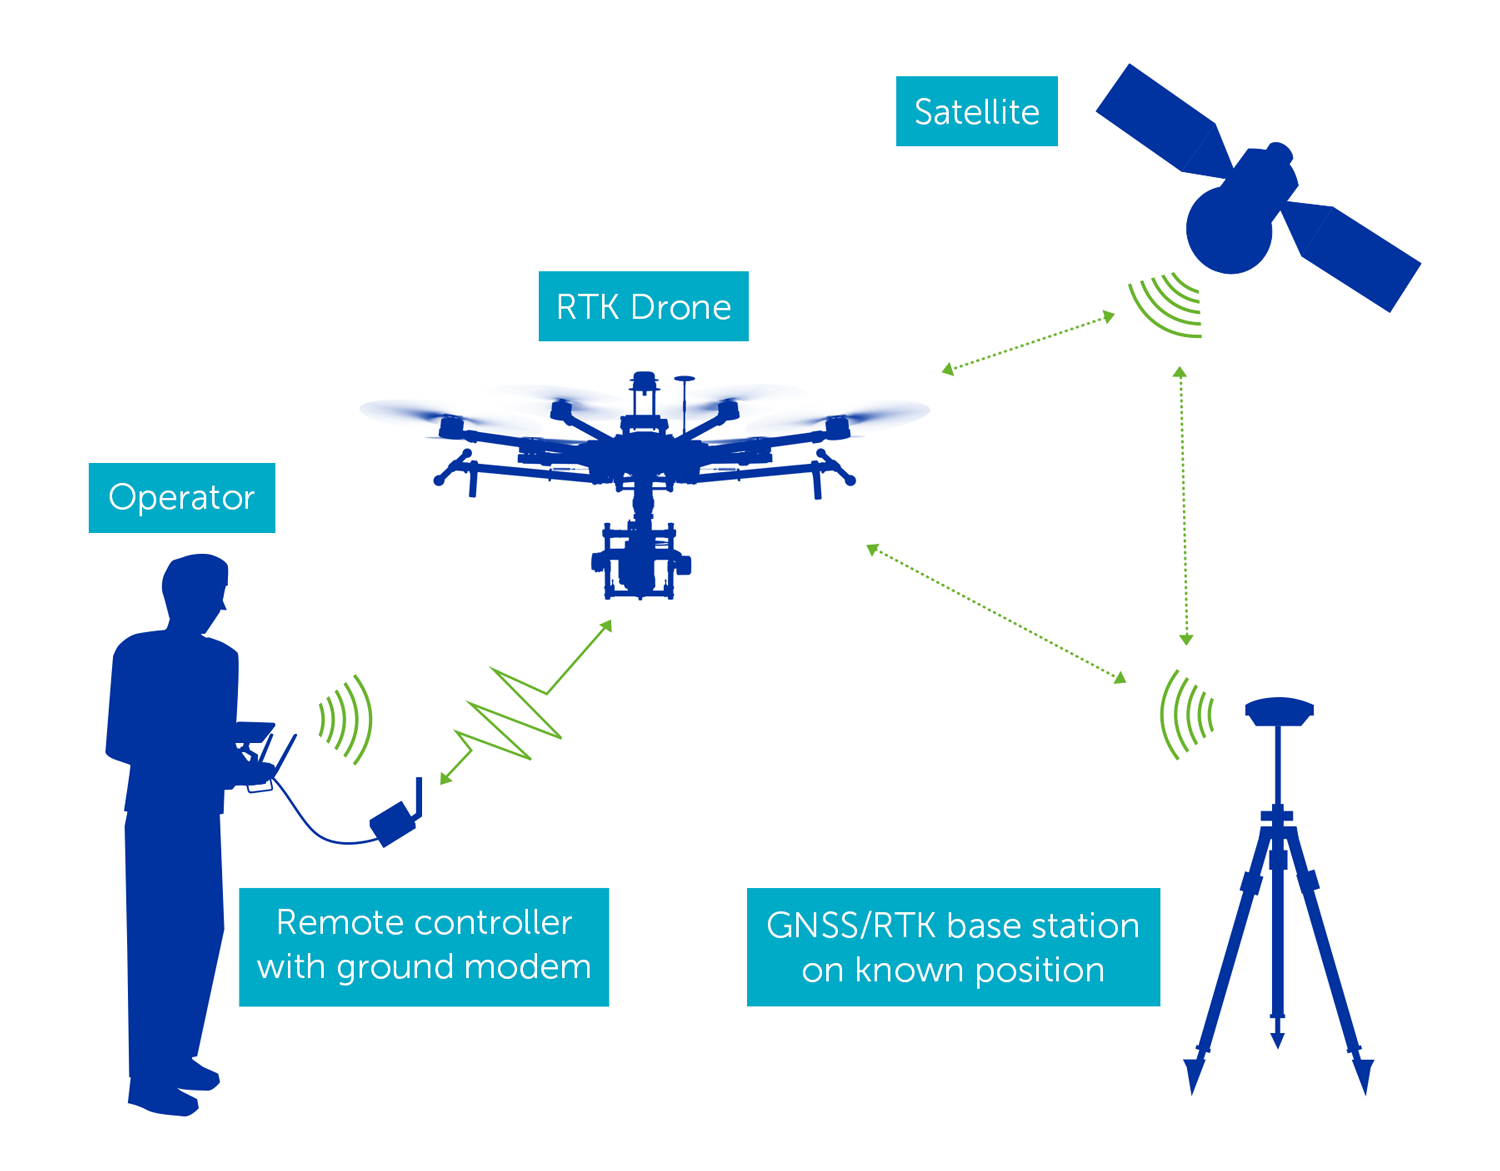 Satellite
RTK Drone
Operator
Remote controller
with ground modem
GNSS/RTK base station
on known position